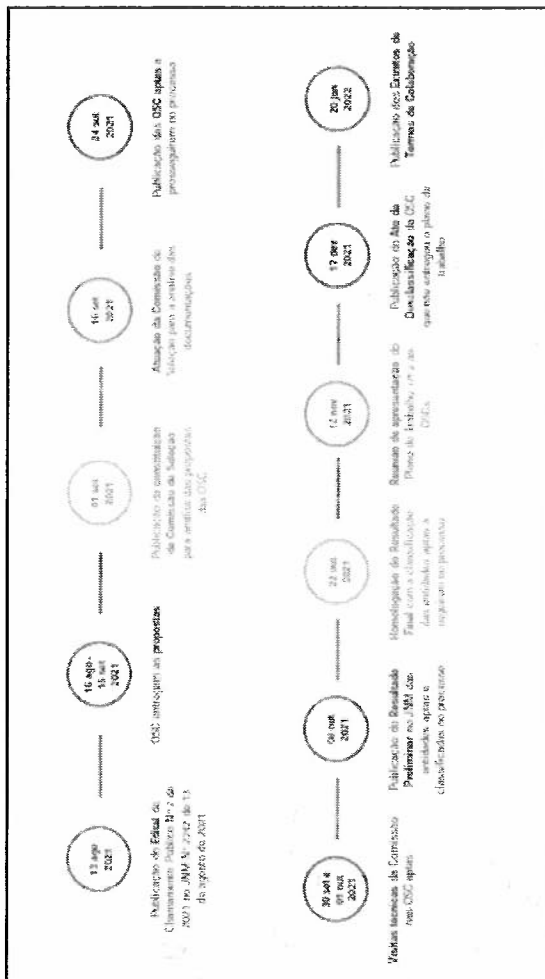 13 ago
2021
Publicação do Edital de
Chamamento Público Nº 2 de
2021 no JNM Nº 2242 de 13
de agosto de 2021
16 ago-
15 set
2021
OSC entregam as propostas
01 set
2021
Publicação da constituição
de Comissão de Seleção
para análise das propostas
das OSC
16 set
2021
Atuação da Comissão de
Seleção para a análise das
documentações
24 set
2021
Publicação das OSC aptas a
prosseguirem no processo
30 set e
01 out
2021
Visitas técnicas da Comissão
nas OSC aptas
08 out
2021
Publicação do Resultado
Preliminar no JNM das
entidades aptas e
classificadas no processo
22 out
2021
Homologação do Resultado
Final com a classificação
das entidades aptas a
no processo
12 nov
2021
Reunião de apresentação do
Plano de Trabalho
OSCs
17 dez
2021
Publicação do Ato de
Desclassificação da OSC
que não entregou o plano de
trabalho
20 jan
2022
Publicação dos Extratos de
Termos de Colaboração